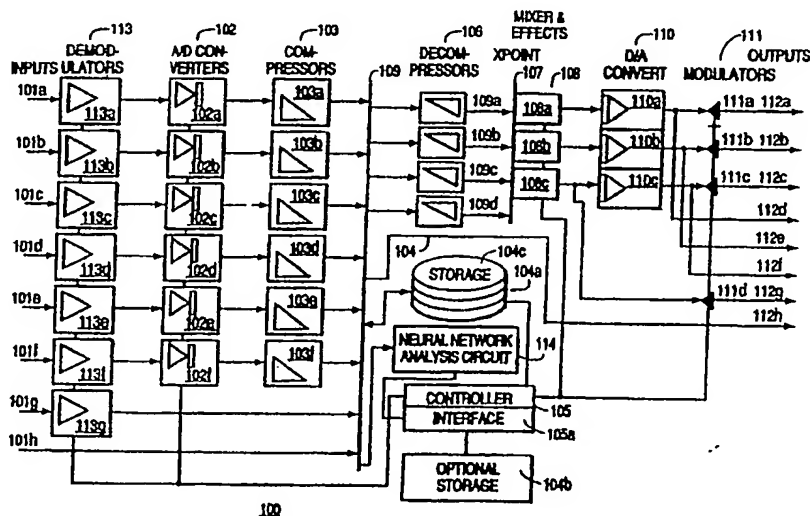 MIXER & EFFECTS
113 102 103 106 110 111 OUTPUTS
DEMOD-ULATORS A/D CON-VERTERS COM-PRESSORS DECOM-PRESSORS XPOINT D/A CONVERT MODULATORS
INPUTS 109 107 108
101a 113a 102a 103a 109a 108a 110a 111a 112a
101b 113b 102b 103b 109b 108b 110b 111b 112b
101c 113c 102c 103c 109c 108c 110c 111c 112c
109d 112d
101d 113d 102d 103d 104 104c 112e
STORAGE 104a 112f
101e 113e 102e 103e 111d 112g
NEURAL NETWORK
ANALYSIS CIRCUIT 114 112h
101f 113f 102f 103f
101g 113g CONTROLLER 105
INTERFACE 105a
101h
OPTIONAL
STORAGE 104b
100